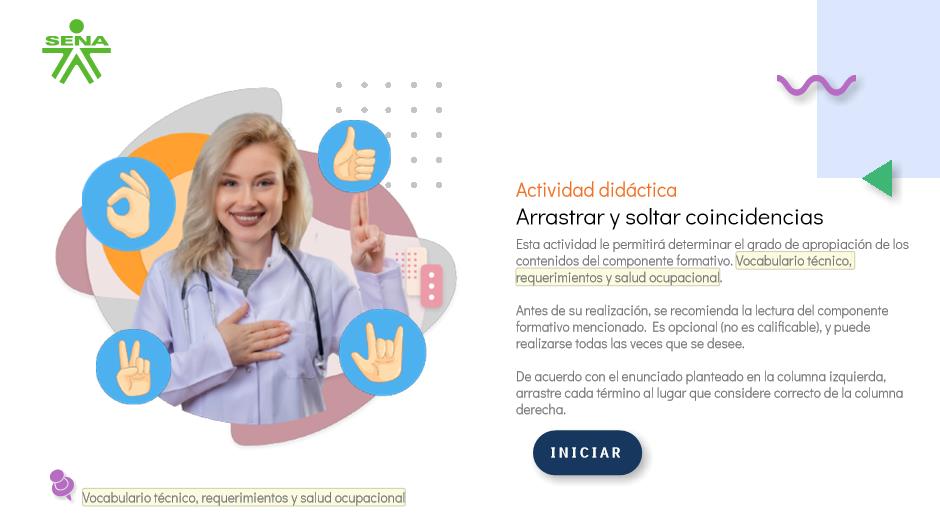 SENA
Actividad didáctica
Arrastrar y soltar coincidencias
Esta actividad le permitirá determinar el grado de apropiación de los
contenidos del componente formativo. Vocabulario técnico,
requerimientos y salud ocupacional.
Antes de su realización, se recomienda la lectura del componente
formativo mencionado. Es opcional (no es calificable), y puede
realizarse todas las veces que se desee.
De acuerdo con el enunciado planteado en la columna izquierda,
arrastre cada término al lugar que considere correcto de la columna
derecha.
INICIAR
Vocabulario técnico, requerimientos y salud ocupacional